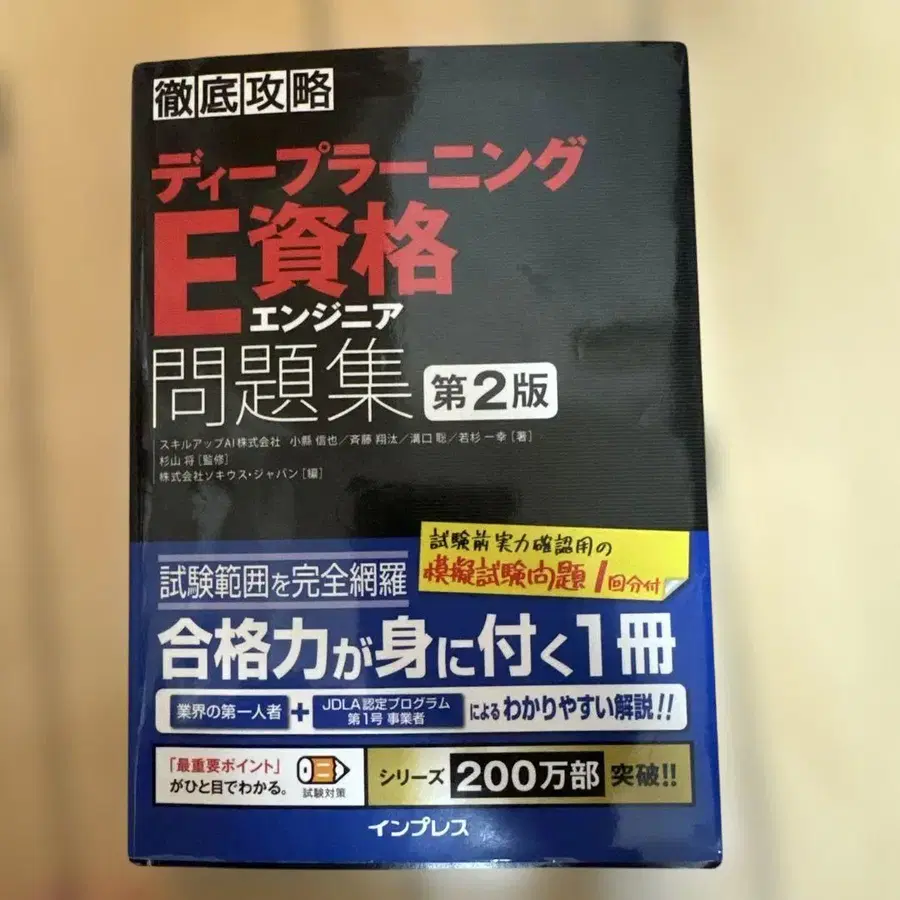 徹底攻略
ディープラーニング
E資格
エンジニア
問題集 第2版
スキルアップAI株式会社 小縣 信也/斉藤 翔汰/溝口 聡/若杉 一幸[著]
杉山 将[監修]
株式会社ソキウス・ジャパン[編]
試験前実力確認用の
模擬試験問題1回分付
試験範囲を完全網羅
合格力が身に付く1冊
業界の第一人者+JDLA認定プログラム
第1号 事業者
によるわかりやすい解説!!
「最重要ポイント」
がひと目でわかる。
試験対策
シリーズ200万部突破!!
インプレス